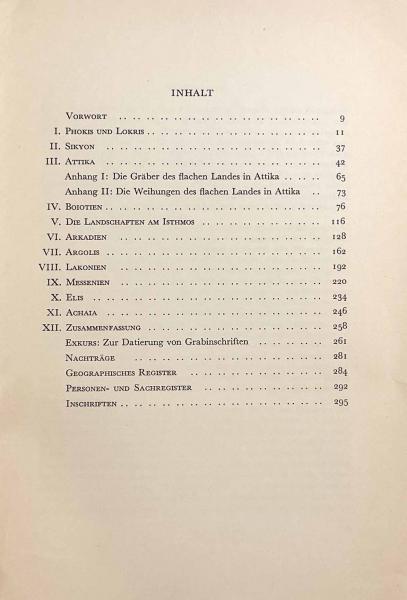 INHALT
Vorwort .. .. .. .. .. .. .. .. .. .. .. 9
I. Phokis und Lokris .. .. .. .. .. .. .. .. .. 11
II. Sikyon .. .. .. .. .. .. .. .. .. .. .. 37
III. Attika .. .. .. .. .. .. .. .. .. .. .. 42
Anhang I: Die Gräber des flachen Landes in Attika .. .. 65
Anhang II: Die Weihungen des flachen Landes in Attika .. 73
IV. Boiotien .. .. .. .. .. .. .. .. .. .. .. 76
V. Die Landschaften am Isthmos .. .. .. .. .. .. .. 116
VI. Arkadien .. .. .. .. .. .. .. .. .. .. .. 128
VII. Argolis .. .. .. .. .. .. .. .. .. .. .. 162
VIII. Lakonien .. .. .. .. .. .. .. .. .. .. .. 192
IX. Messenien .. .. .. .. .. .. .. .. .. .. .. 220
X. Elis .. .. .. .. .. .. .. .. .. .. .. .. 234
XI. Achaia .. .. .. .. .. .. .. .. .. .. .. 246
XII. Zusammenfassung .. .. .. .. .. .. .. .. .. 258
Exkurs: Zur Datierung von Grabinschriften .. .. .. .. 261
Nachträge .. .. .. .. .. .. .. .. .. .. .. 281
Geographisches Register .. .. .. .. .. .. .. 284
Personen- und Sachregister .. .. .. .. .. .. .. 292
Inschriften .. .. .. .. .. .. .. .. .. .. .. 295